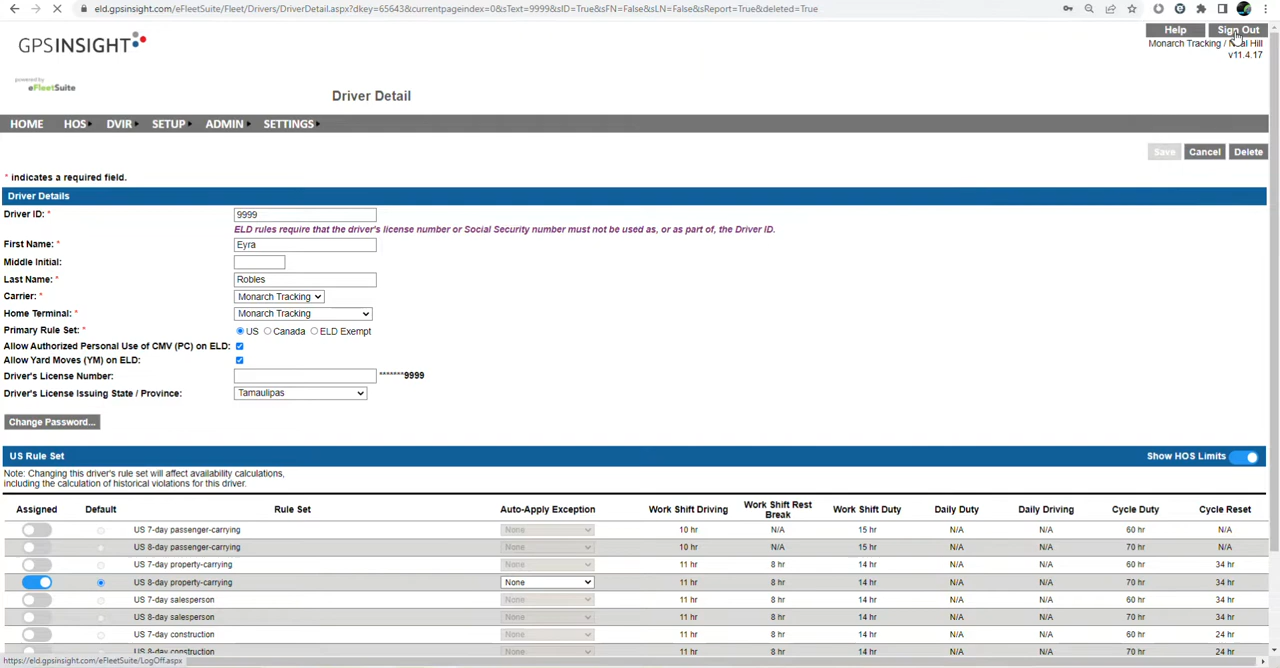 eld.gpsinsight.com/eFleetSuite/Fleet/Drivers/DriverDetail.aspx?dkey=65643&currentpageindex=0&sText=9999&sID=True&sFN=False&sLN=False&sReport=True&deleted=True
Help Sign Out
GPSINSIGHT
Monarch Tracking / Hill
v11.4.17
powered by
eFleetSuite
Driver Detail
HOME HOS DVIR SETUP ADMIN SETTINGS
Save Cancel Delete
* indicates a required field.
Driver Details
Driver ID: * 9999
ELD rules require that the driver's license number or Social Security number must not be used as, or as part of, the Driver ID.
First Name: * Eyra
Middle Initial:
Last Name: * Robles
Carrier: * Monarch Tracking
Home Terminal: * Monarch Tracking
Primary Rule Set: * US Canada ELD Exempt
Allow Authorized Personal Use of CMV (PC) on ELD:
Allow Yard Moves (YM) on ELD:
Driver's License Number: *******9999
Driver's License Issuing State / Province: Tamaulipas
Change Password...
US Rule Set Show HOS Limits
Note: Changing this driver's rule set will affect availability calculations,
including the calculation of historical violations for this driver.
Assigned Default Rule Set Auto-Apply Exception Work Shift Driving Work Shift Rest Break Work Shift Duty Daily Duty Daily Driving Cycle Duty Cycle Reset
US 7-day passenger-carrying None 10 hr N/A 15 hr N/A N/A 60 hr N/A
US 8-day passenger-carrying None 10 hr N/A 15 hr N/A N/A 70 hr N/A
US 7-day property-carrying None 11 hr 8 hr 14 hr N/A N/A 60 hr 34 hr
US 8-day property-carrying None 11 hr 8 hr 14 hr N/A N/A 70 hr 34 hr
US 7-day salesperson None 11 hr 8 hr 14 hr N/A N/A 60 hr 34 hr
US 8-day salesperson None 11 hr 8 hr 14 hr N/A N/A 70 hr 34 hr
US 7-day construction None 11 hr 8 hr 14 hr N/A N/A 60 hr 24 hr
US 8-day construction None 11 hr 8 hr 14 hr N/A N/A 70 hr 24 hr
https://eld.gpsinsight.com/eFleetSuite/LogOff.aspx